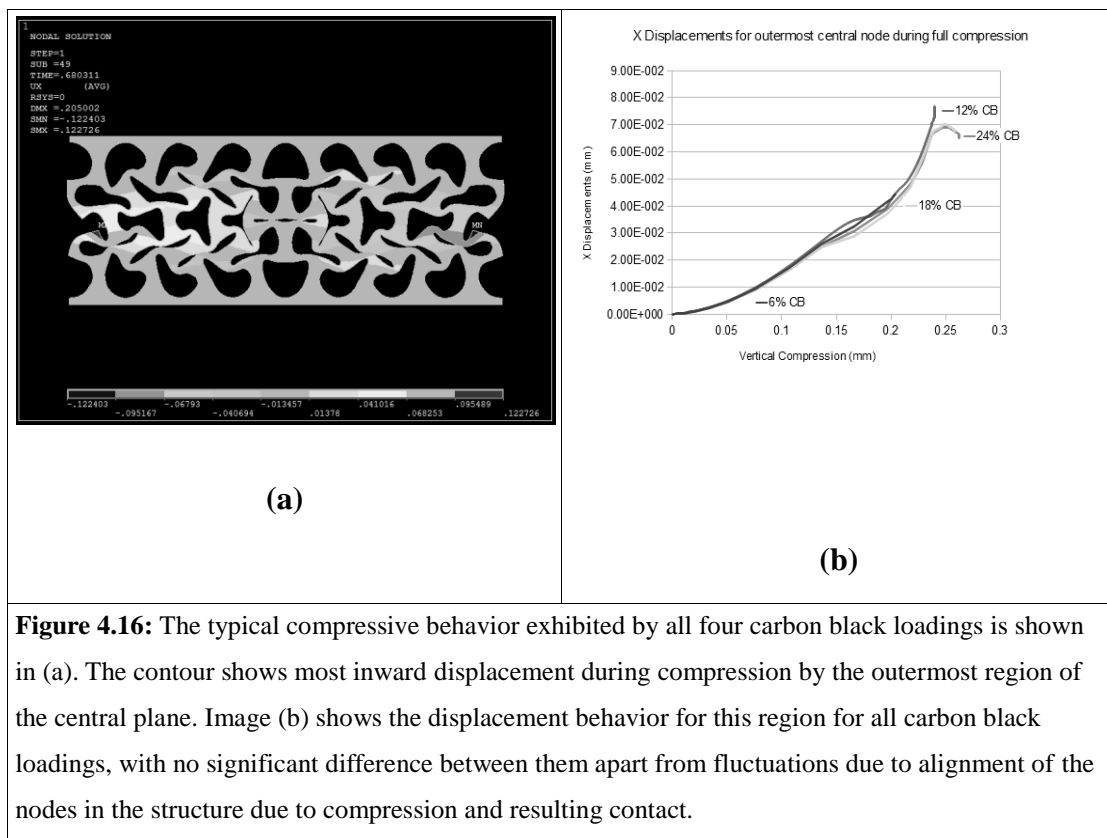 1
NODAL SOLUTION
STEP=1
SUB =49
TIME=.680311
UX (AVG)
RSYS=0
DMX =.205002
SMN =-.122403
SMX =.122726
MX
MN
-.122403 -.06793 -.013457 .041016 .095489
-.095167 -.040694 .01378 .068253 .122726
(a)
X Displacements for outermost central node during full compression
9.00E-002
8.00E-002
7.00E-002
6.00E-002
5.00E-002
4.00E-002
3.00E-002
2.00E-002
1.00E-002
0.00E+000
X Displacements (mm)
12% CB
24% CB
18% CB
6% CB
0 0.05 0.1 0.15 0.2 0.25 0.3
Vertical Compression (mm)
(b)
Figure 4.16: The typical compressive behavior exhibited by all four carbon black loadings is shown
in (a). The contour shows most inward displacement during compression by the outermost region of
the central plane. Image (b) shows the displacement behavior for this region for all carbon black
loadings, with no significant difference between them apart from fluctuations due to alignment of the
nodes in the structure due to compression and resulting contact.